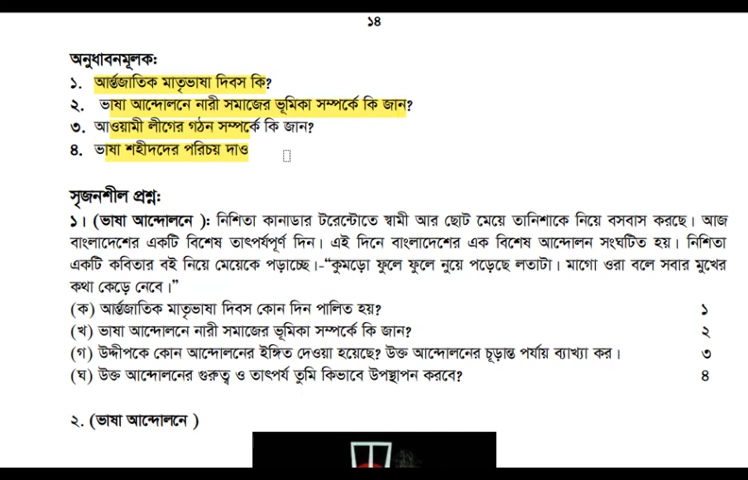 ১৪
অনুধাবনমূলক:
১. আর্ন্তজাতিক মাতৃভাষা দিবস কি?
২. ভাষা আন্দোলনে নারী সমাজের ভূমিকা সম্পর্কে কি জান?
৩. আওয়ামী লীগের গঠন সম্পর্কে কি জান?
৪. ভাষা শহীদদের পরিচয় দাও
সৃজনশীল প্রশ্ন:
১। (ভাষা আন্দোলনে ): নিশিতা কানাডার টরেন্টোতে স্বামী আর ছোট মেয়ে তানিশাকে নিয়ে বসবাস করছে। আজ
বাংলাদেশের একটি বিশেষ তাৎপর্যপূর্ণ দিন। এই দিনে বাংলাদেশের এক বিশেষ আন্দোলন সংঘটিত হয়। নিশিতা
একটি কবিতার বই নিয়ে মেয়েকে পড়াচ্ছে।-“কুমড়ো ফুলে ফুলে নুয়ে পড়েছে লতাটা। মাগো ওরা বলে সবার মুখের
কথা কেড়ে নেবে।”
(ক) আর্ন্তজাতিক মাতৃভাষা দিবস কোন দিন পালিত হয়? ১
(খ) ভাষা আন্দোলনে নারী সমাজের ভূমিকা সম্পর্কে কি জান? ২
(গ) উদ্দীপকে কোন আন্দোলনের ইঙ্গিত দেওয়া হয়েছে? উক্ত আন্দোলনের চূড়ান্ত পর্যায় ব্যাখ্যা কর। ৩
(ঘ) উক্ত আন্দোলনের গুরুত্ব ও তাৎপর্য তুমি কিভাবে উপস্থাপন করবে? ৪
২. (ভাষা আন্দোলনে )